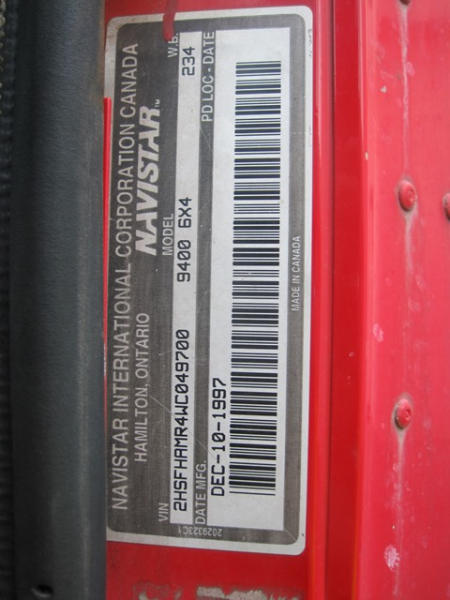 NAVISTAR INTERNATIONAL CORPORATION CANADA
HAMILTON, ONTARIO
NAVISTAR™
VIN MODEL W.B.
2HSFHAMR4WC049700 9400 6X4 234
DATE MFG. PD LOC - DATE
DEC-10-1997
MADE IN CANADA
2029323C1